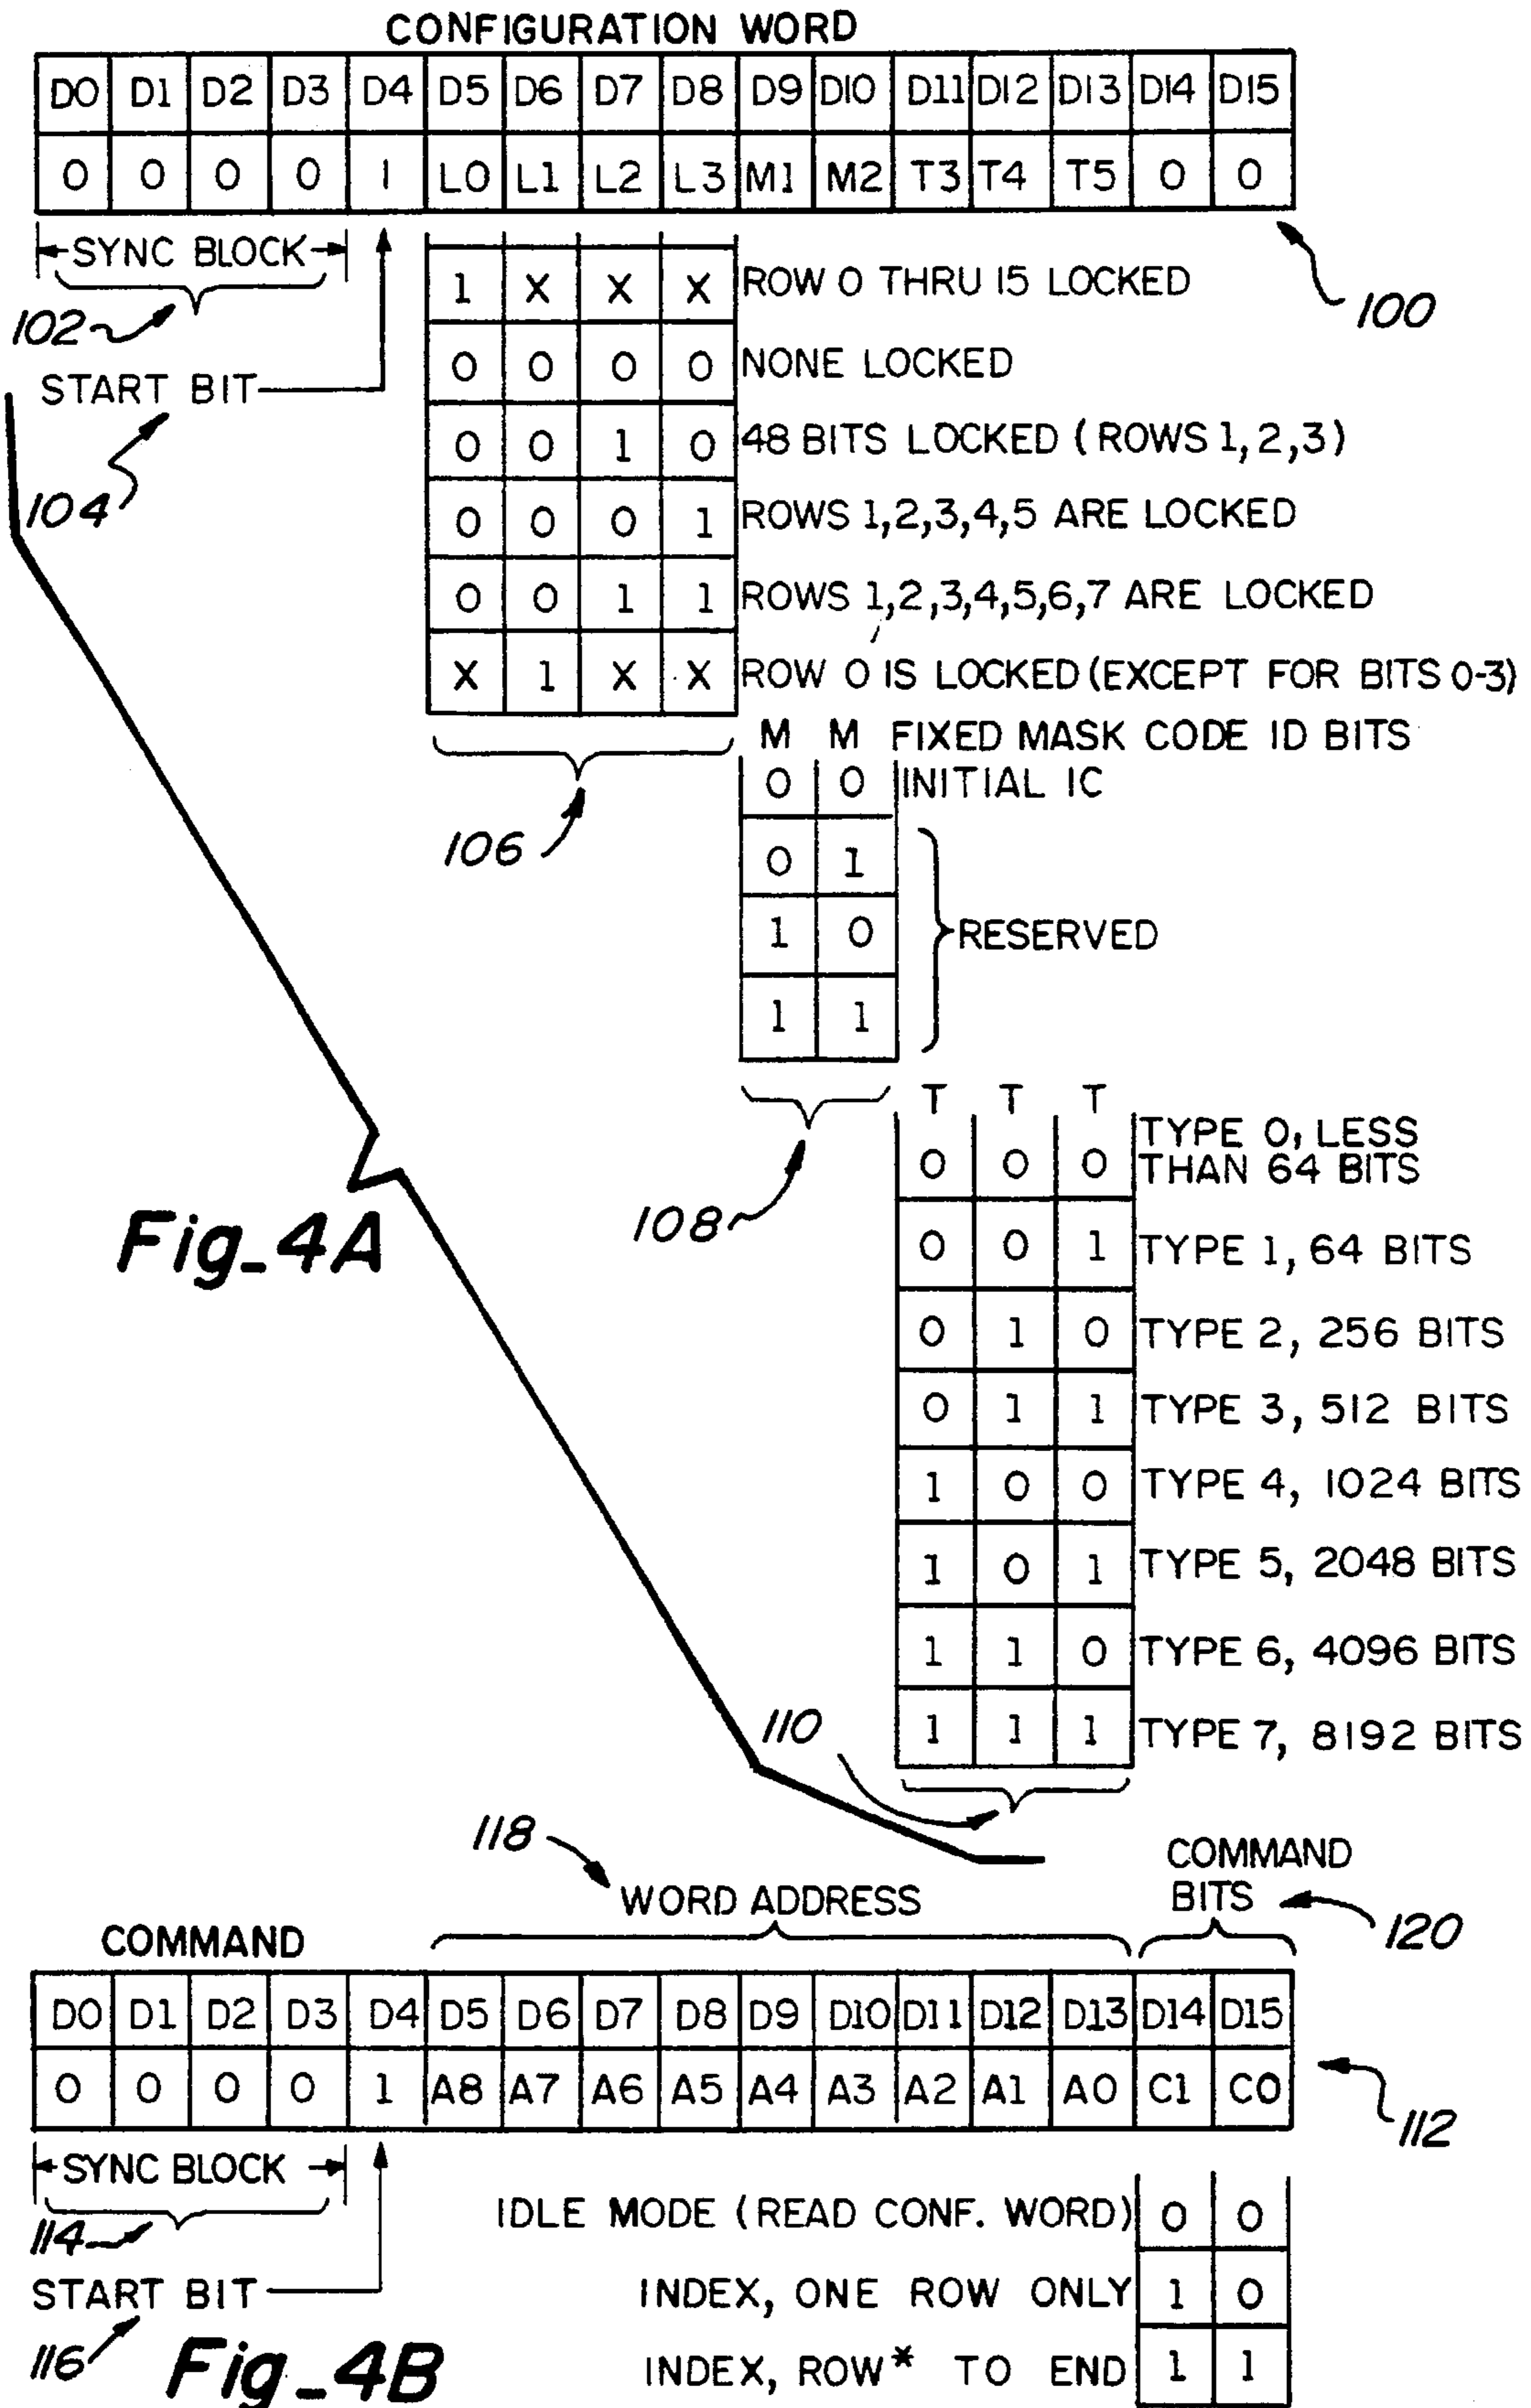 CONFIGURATION WORD
D0 D1 D2 D3 D4 D5 D6 D7 D8 D9 D10 D11 D12 D13 D14 D15
0 0 0 0 1 L0 L1 L2 L3 M1 M2 T3 T4 T5 0 0
SYNC BLOCK
102
START BIT
104
100
1 X X X ROW 0 THRU 15 LOCKED
0 0 0 0 NONE LOCKED
0 0 1 0 48 BITS LOCKED (ROWS 1,2,3)
0 0 0 1 ROWS 1,2,3,4,5 ARE LOCKED
0 0 1 1 ROWS 1,2,3,4,5,6,7 ARE LOCKED
X 1 X X ROW 0 IS LOCKED (EXCEPT FOR BITS 0-3)
106
M M FIXED MASK CODE ID BITS
0 0 INITIAL IC
0 1
1 0 RESERVED
1 1
108
T T T
TYPE 0, LESS
0 0 0 THAN 64 BITS
0 0 1 TYPE 1, 64 BITS
0 1 0 TYPE 2, 256 BITS
0 1 1 TYPE 3, 512 BITS
1 0 0 TYPE 4, 1024 BITS
1 0 1 TYPE 5, 2048 BITS
1 1 0 TYPE 6, 4096 BITS
1 1 1 TYPE 7, 8192 BITS
110
Fig_4A
118
WORD ADDRESS
COMMAND
BITS
120
COMMAND
D0 D1 D2 D3 D4 D5 D6 D7 D8 D9 D10 D11 D12 D13 D14 D15
0 0 0 0 1 A8 A7 A6 A5 A4 A3 A2 A1 A0 C1 C0
112
SYNC BLOCK
114
START BIT
116
IDLE MODE (READ CONF. WORD) 0 0
INDEX, ONE ROW ONLY 1 0
INDEX, ROW* TO END 1 1
Fig_4B